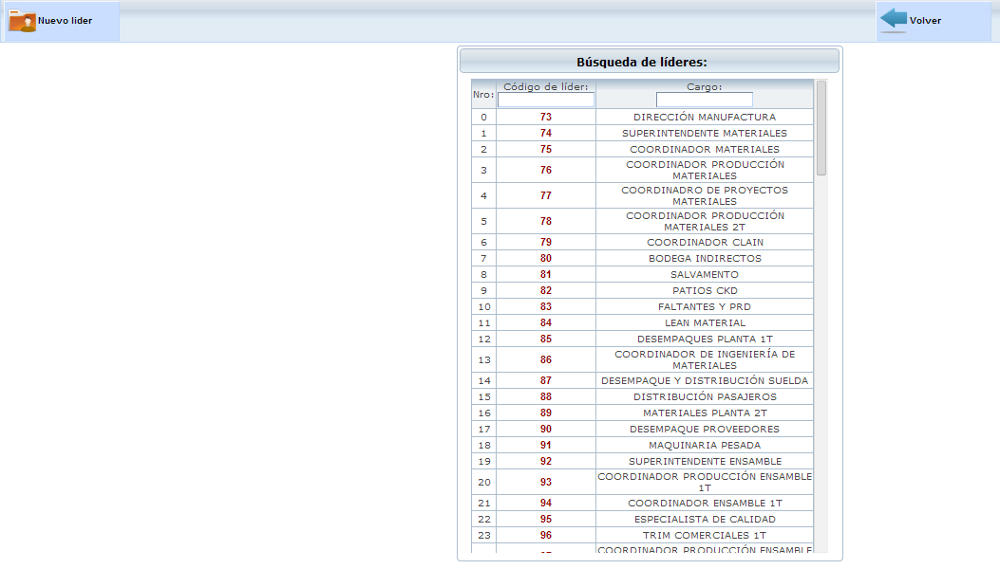 Nuevo lider
Volver
Búsqueda de líderes:
Nro: Código de líder: Cargo:
0 73 DIRECCIÓN MANUFACTURA
1 74 SUPERINTENDENTE MATERIALES
2 75 COORDINADOR MATERIALES
3 76 COORDINADOR PRODUCCIÓN
MATERIALES
4 77 COORDINADRO DE PROYECTOS
MATERIALES
5 78 COORDINADOR PRODUCCIÓN
MATERIALES 2T
6 79 COORDINADOR CLAIN
7 80 BODEGA INDIRECTOS
8 81 SALVAMENTO
9 82 PATIOS CKD
10 83 FALTANTES Y PRD
11 84 LEAN MATERIAL
12 85 DESEMPAQUES PLANTA 1T
13 86 COORDINADOR DE INGENIERÍA DE
MATERIALES
14 87 DESEMPAQUE Y DISTRIBUCIÓN SUELDA
15 88 DISTRIBUCIÓN PASAJEROS
16 89 MATERIALES PLANTA 2T
17 90 DESEMPAQUE PROVEEDORES
18 91 MAQUINARIA PESADA
19 92 SUPERINTENDENTE ENSAMBLE
20 93 COORDINADOR PRODUCCIÓN ENSAMBLE
1T
21 94 COORDINADOR ENSAMBLE 1T
22 95 ESPECIALISTA DE CALIDAD
23 96 TRIM COMERCIALES 1T
COORDINADOR PRODUCCIÓN ENSAMBLE